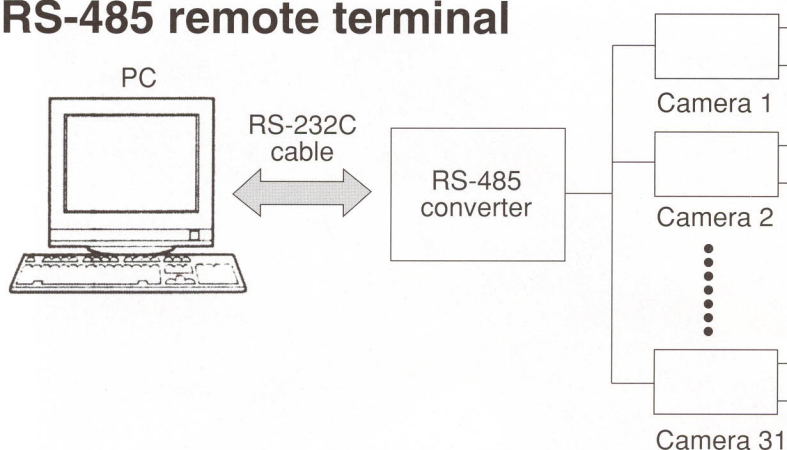 RS-485 remote terminal
PC
RS-232C
cable
RS-485
converter
Camera 1
Camera 2
Camera 31